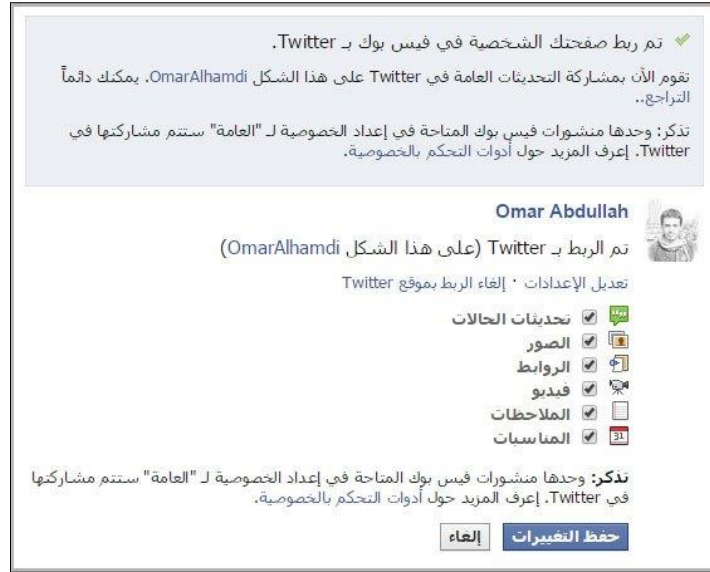 تم ربط صفحتك الشخصية في فيس بوك بـ Twitter.
تقوم الآن بمشاركة التحديثات العامة في Twitter على هذا الشكل OmarAlhamdi. يمكنك دائماً
التراجع..
تذكر: وحدها منشورات فيس بوك المتاحة في إعداد الخصوصية لـ "العامة" ستتم مشاركتها في
Twitter. إعرف المزيد حول أدوات التحكم بالخصوصية.
Omar Abdullah
تم الربط بـ Twitter (على هذا الشكل OmarAlhamdi)
تعديل الإعدادات · إلغاء الربط بموقع Twitter
تحديثات الحالات
الصور
الروابط
فيديو
الملاحظات
31 المناسبات
تذكر: وحدها منشورات فيس بوك المتاحة في إعداد الخصوصية لـ "العامة" ستتم مشاركتها
في Twitter. إعرف المزيد حول أدوات التحكم بالخصوصية.
حفظ التغييرات إلغاء